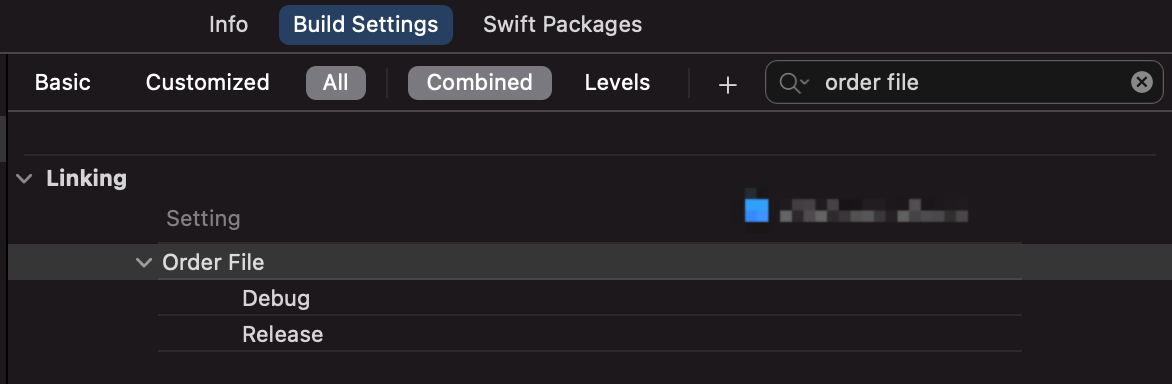 Info Build Settings Swift Packages
Basic Customized All Combined Levels + order file
Linking
Setting
Order File
Debug
Release